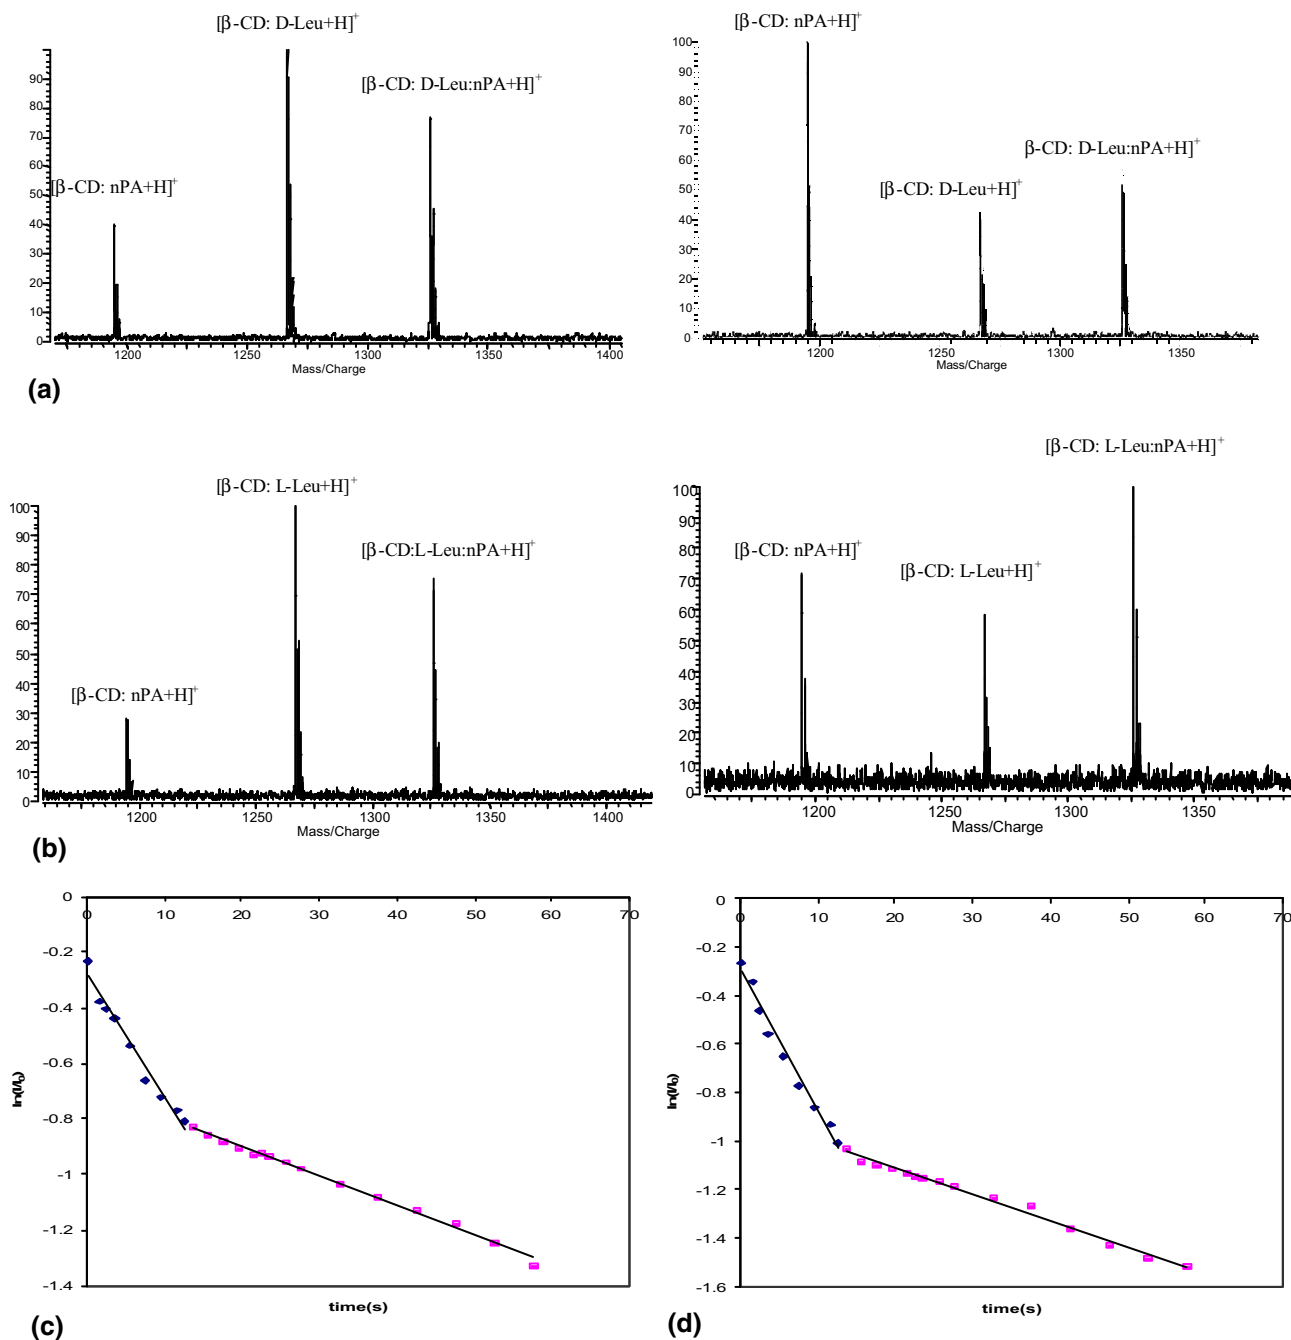 [β-CD: D-Leu+H]⁺
[β-CD: D-Leu:nPA+H]⁺
[β-CD: nPA+H]⁺
90
80
70
60
50
40
30
20
10
0
1200 1250 1300 1350 1400
Mass/Charge
(a)
[β-CD: nPA+H]⁺
β-CD: D-Leu:nPA+H]⁺
[β-CD: D-Leu+H]⁺
100
90
80
70
60
50
40
30
20
10
0
1200 1250 1300 1350
Mass/Charge
[β-CD: L-Leu+H]⁺
[β-CD:L-Leu:nPA+H]⁺
[β-CD: nPA+H]⁺
100
90
80
70
60
50
40
30
20
10
0
1200 1250 1300 1350 1400
Mass/Charge
(b)
[β-CD: L-Leu:nPA+H]⁺
[β-CD: nPA+H]⁺
[β-CD: L-Leu+H]⁺
100
90
80
70
60
50
40
30
20
10
0
1200 1250 1300 1350
Mass/Charge
0
0 10 20 30 40 50 60 70
-0.2
-0.4
-0.6
-0.8
-1
-1.2
-1.4
ln(I/I₀)
time(s)
(c)
0
0 10 20 30 40 50 60 70
-0.2
-0.4
-0.6
-0.8
-1
-1.2
-1.4
-1.6
ln(I/I₀)
time(s)
(d)